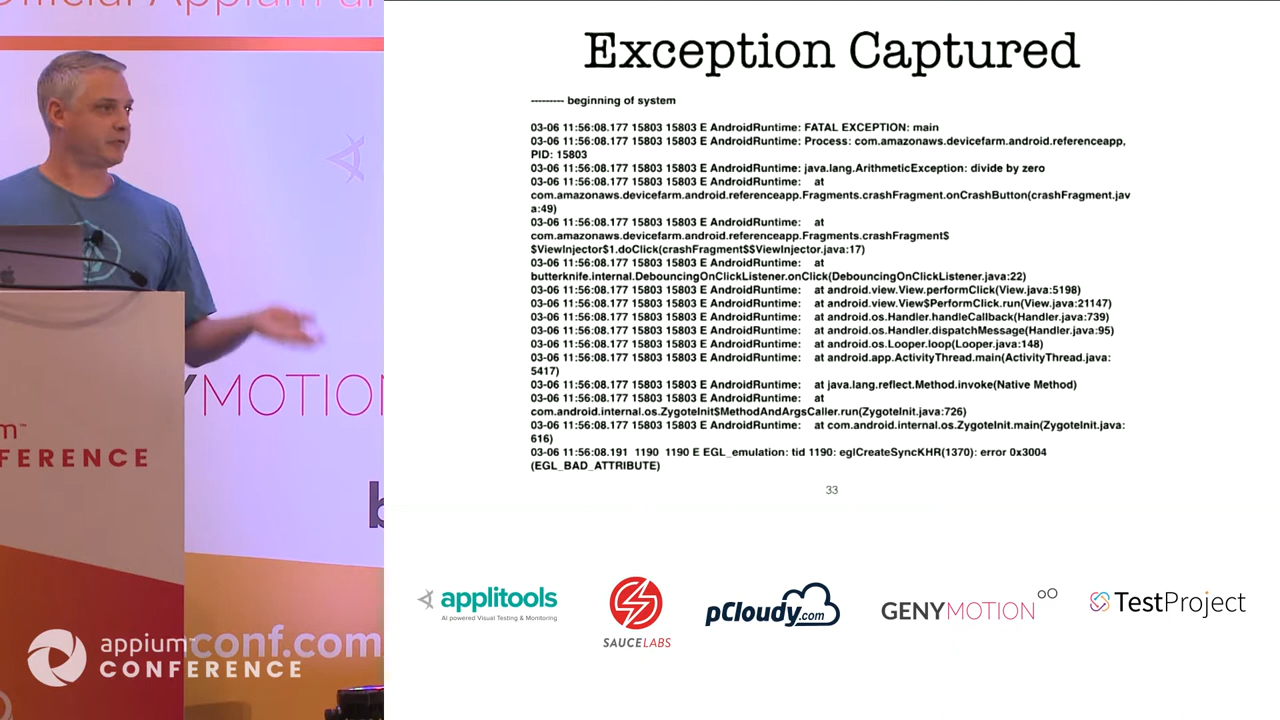 Official Appium
Exception Captured
--------- beginning of system
03-06 11:56:08.177 15803 15803 E AndroidRuntime: FATAL EXCEPTION: main
03-06 11:56:08.177 15803 15803 E AndroidRuntime: Process: com.amazonaws.devicefarm.android.referenceapp,
PID: 15803
03-06 11:56:08.177 15803 15803 E AndroidRuntime: java.lang.ArithmeticException: divide by zero
03-06 11:56:08.177 15803 15803 E AndroidRuntime: at
com.amazonaws.devicefarm.android.referenceapp.Fragments.crashFragment.onCrashButton(crashFragment.jav
a:49)
03-06 11:56:08.177 15803 15803 E AndroidRuntime: at
com.amazonaws.devicefarm.android.referenceapp.Fragments.crashFragment$
$ViewInjector$1.doClick(crashFragment$$ViewInjector.java:17)
03-06 11:56:08.177 15803 15803 E AndroidRuntime: at
butterknife.internal.DebouncingOnClickListener.onClick(DebouncingOnClickListener.java:22)
03-06 11:56:08.177 15803 15803 E AndroidRuntime: at android.view.View.performClick(View.java:5198)
03-06 11:56:08.177 15803 15803 E AndroidRuntime: at android.view.View$PerformClick.run(View.java:21147)
03-06 11:56:08.177 15803 15803 E AndroidRuntime: at android.os.Handler.handleCallback(Handler.java:739)
03-06 11:56:08.177 15803 15803 E AndroidRuntime: at android.os.Handler.dispatchMessage(Handler.java:95)
03-06 11:56:08.177 15803 15803 E AndroidRuntime: at android.os.Looper.loop(Looper.java:148)
03-06 11:56:08.177 15803 15803 E AndroidRuntime: at android.app.ActivityThread.main(ActivityThread.java:
5417)
03-06 11:56:08.177 15803 15803 E AndroidRuntime: at java.lang.reflect.Method.invoke(Native Method)
03-06 11:56:08.177 15803 15803 E AndroidRuntime: at
com.android.internal.os.ZygoteInit$MethodAndArgsCaller.run(ZygoteInit.java:726)
03-06 11:56:08.177 15803 15803 E AndroidRuntime: at com.android.internal.os.ZygoteInit.main(ZygoteInit.java:
616)
03-06 11:56:08.191 1190 1190 E EGL_emulation: tid 1190: eglCreateSyncKHR(1370): error 0x3004
(EGL_BAD_ATTRIBUTE)
33
YMOTION
m™
FERENCE
b
conf.com
appium
CONFERENCE
applitools
AI powered Visual Testing & Monitoring
SAUCELABS
pCloudy.com
GENYMOTION
TestProject